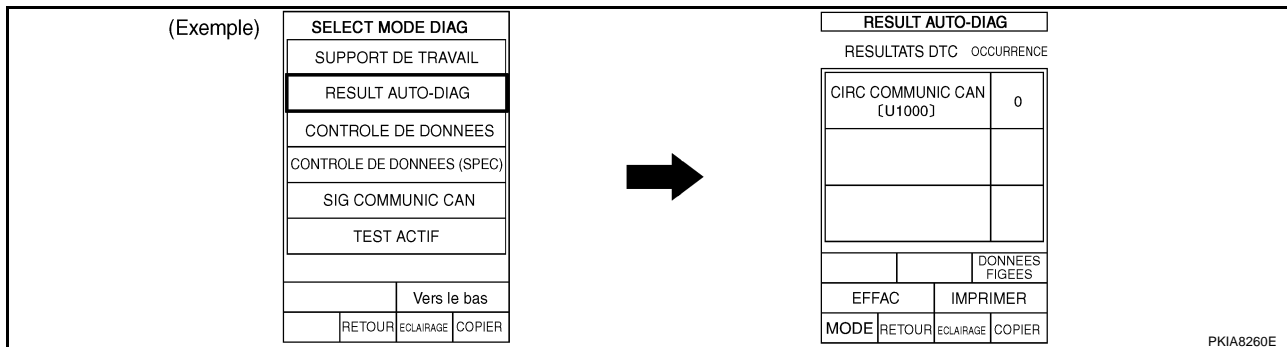 (Exemple)
SELECT MODE DIAG
SUPPORT DE TRAVAIL
RESULT AUTO-DIAG
CONTROLE DE DONNEES
CONTROLE DE DONNEES (SPEC)
SIG COMMUNIC CAN
TEST ACTIF
Vers le bas
RETOUR ECLAIRAGE COPIER
RESULT AUTO-DIAG
RESULTATS DTC OCCURRENCE
CIRC COMMUNIC CAN 0
〔U1000〕
DONNEES
FIGEES
EFFAC IMPRIMER
MODE RETOUR ECLAIRAGE COPIER
PKIA8260E